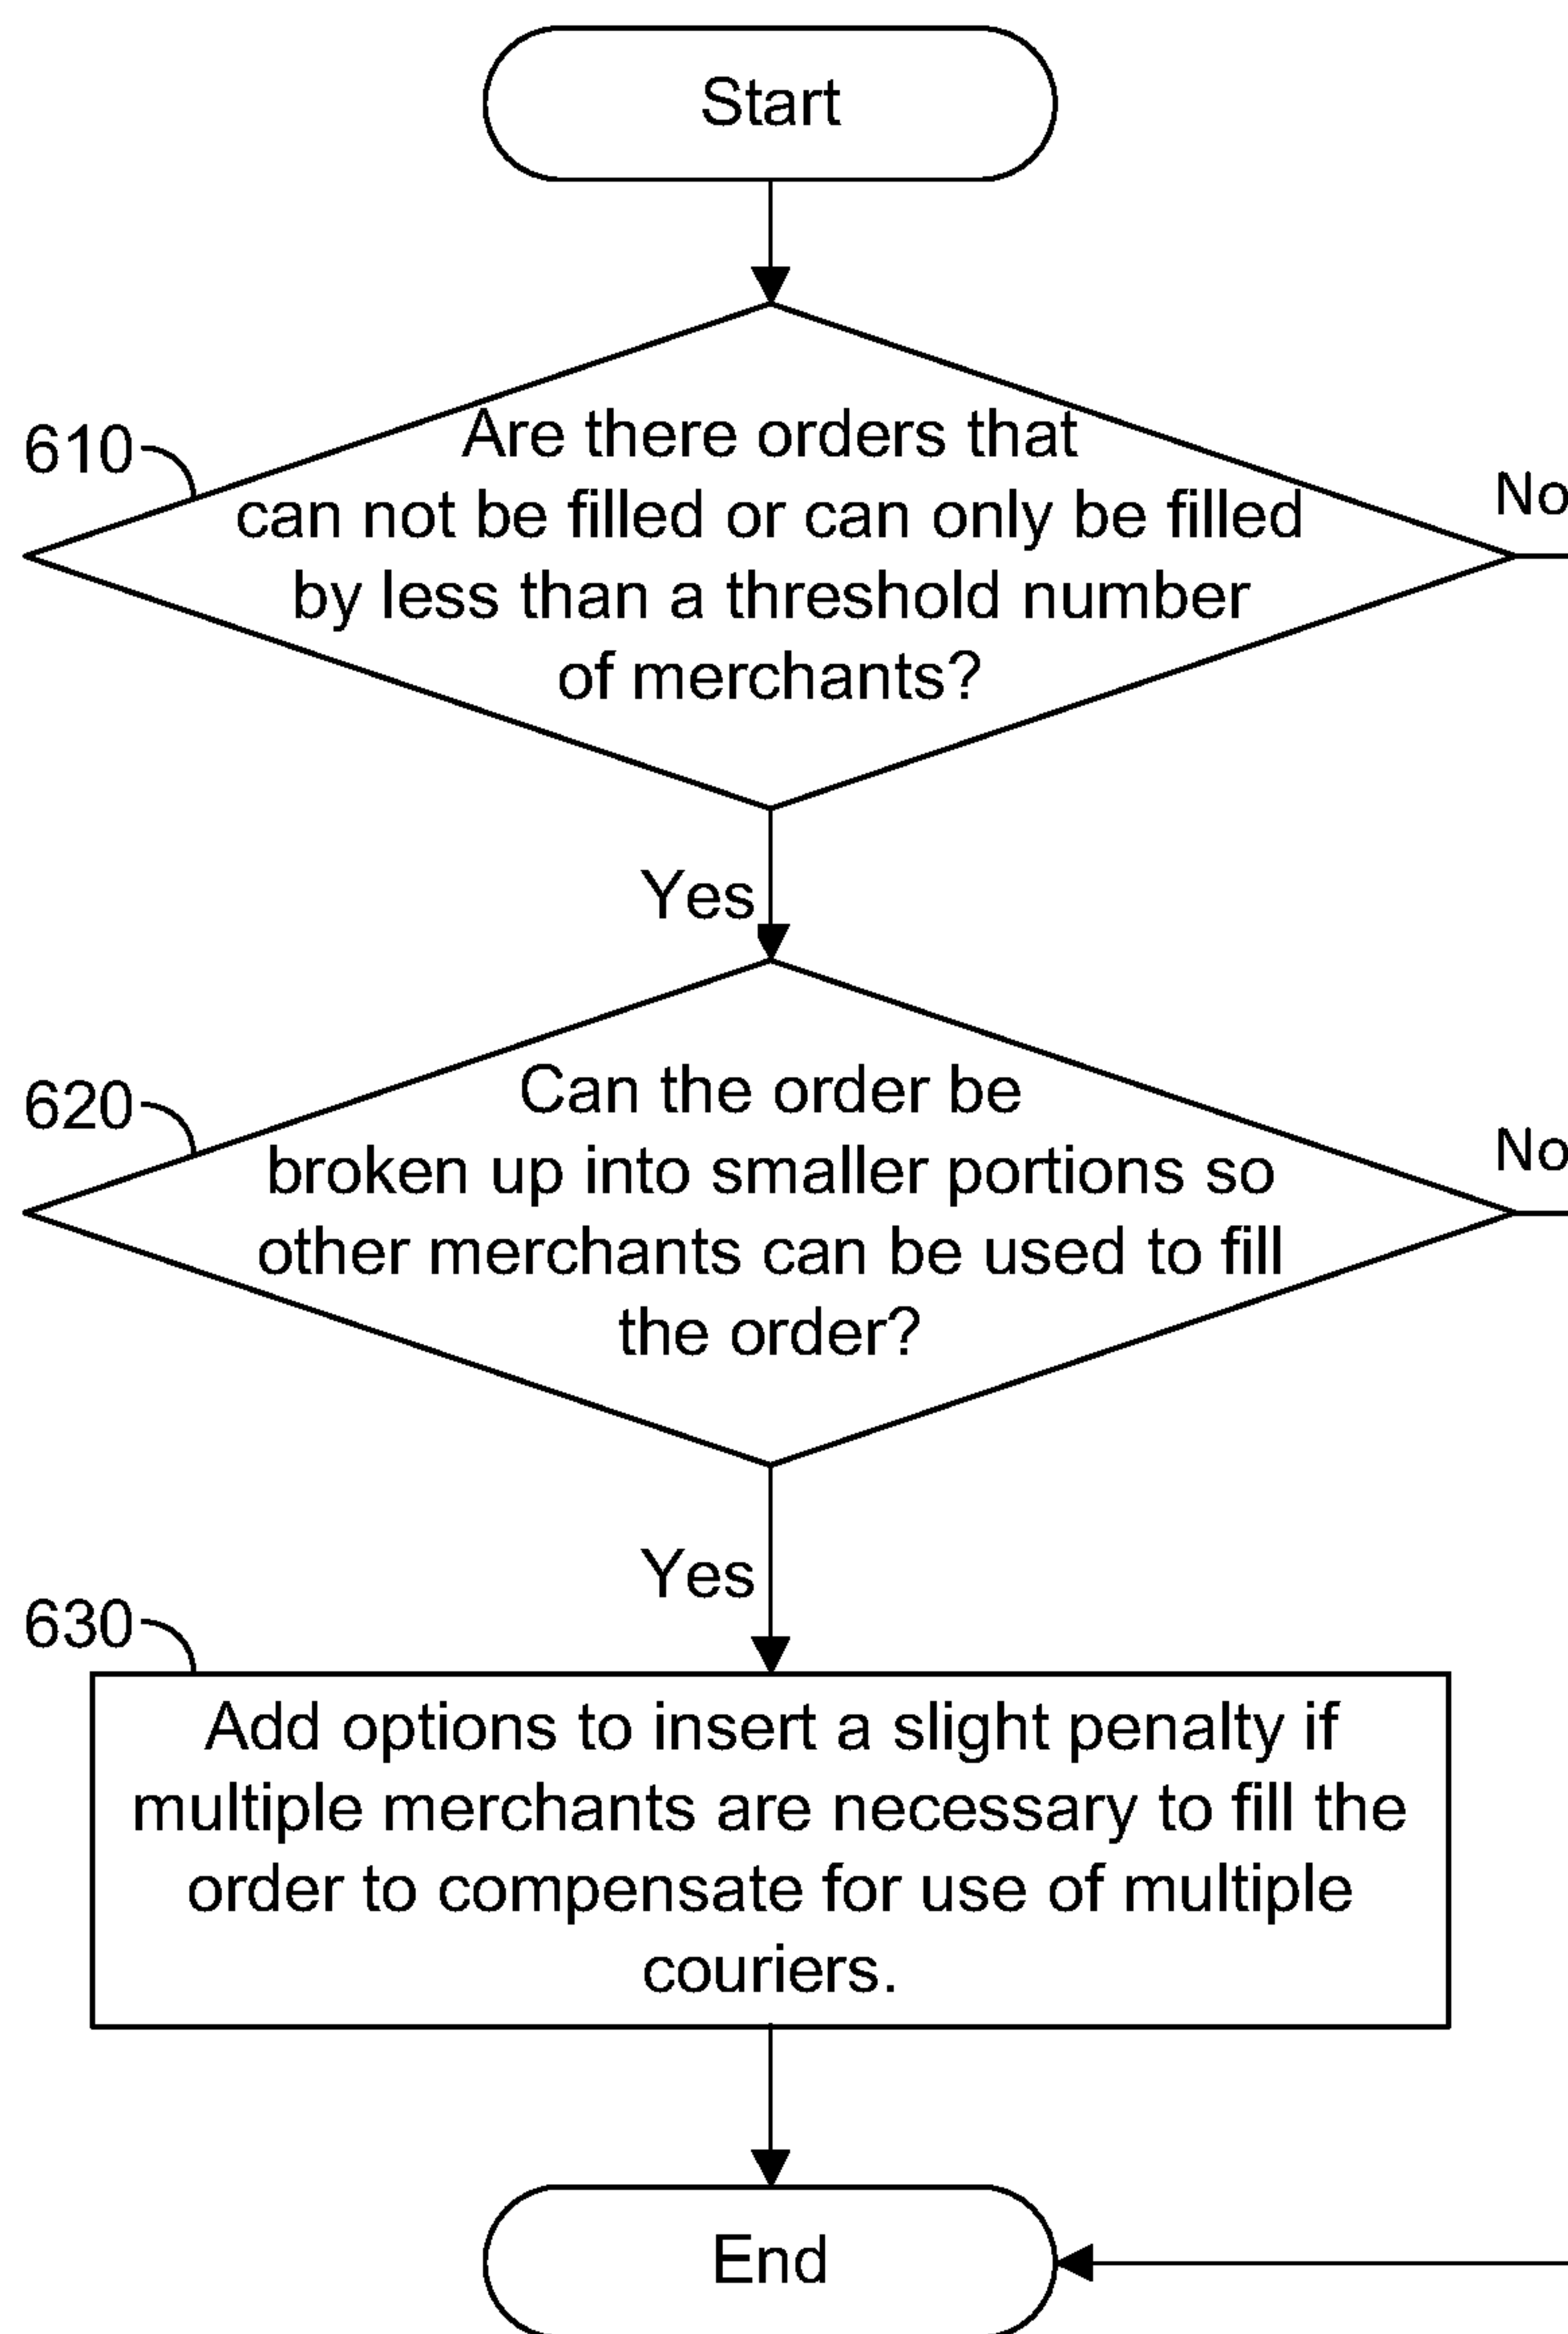 Start
610
Are there orders that
can not be filled or can only be filled
by less than a threshold number
of merchants?
No
Yes
620
Can the order be
broken up into smaller portions so
other merchants can be used to fill
the order?
No
Yes
630
Add options to insert a slight penalty if
multiple merchants are necessary to fill the
order to compensate for use of multiple
couriers.
End